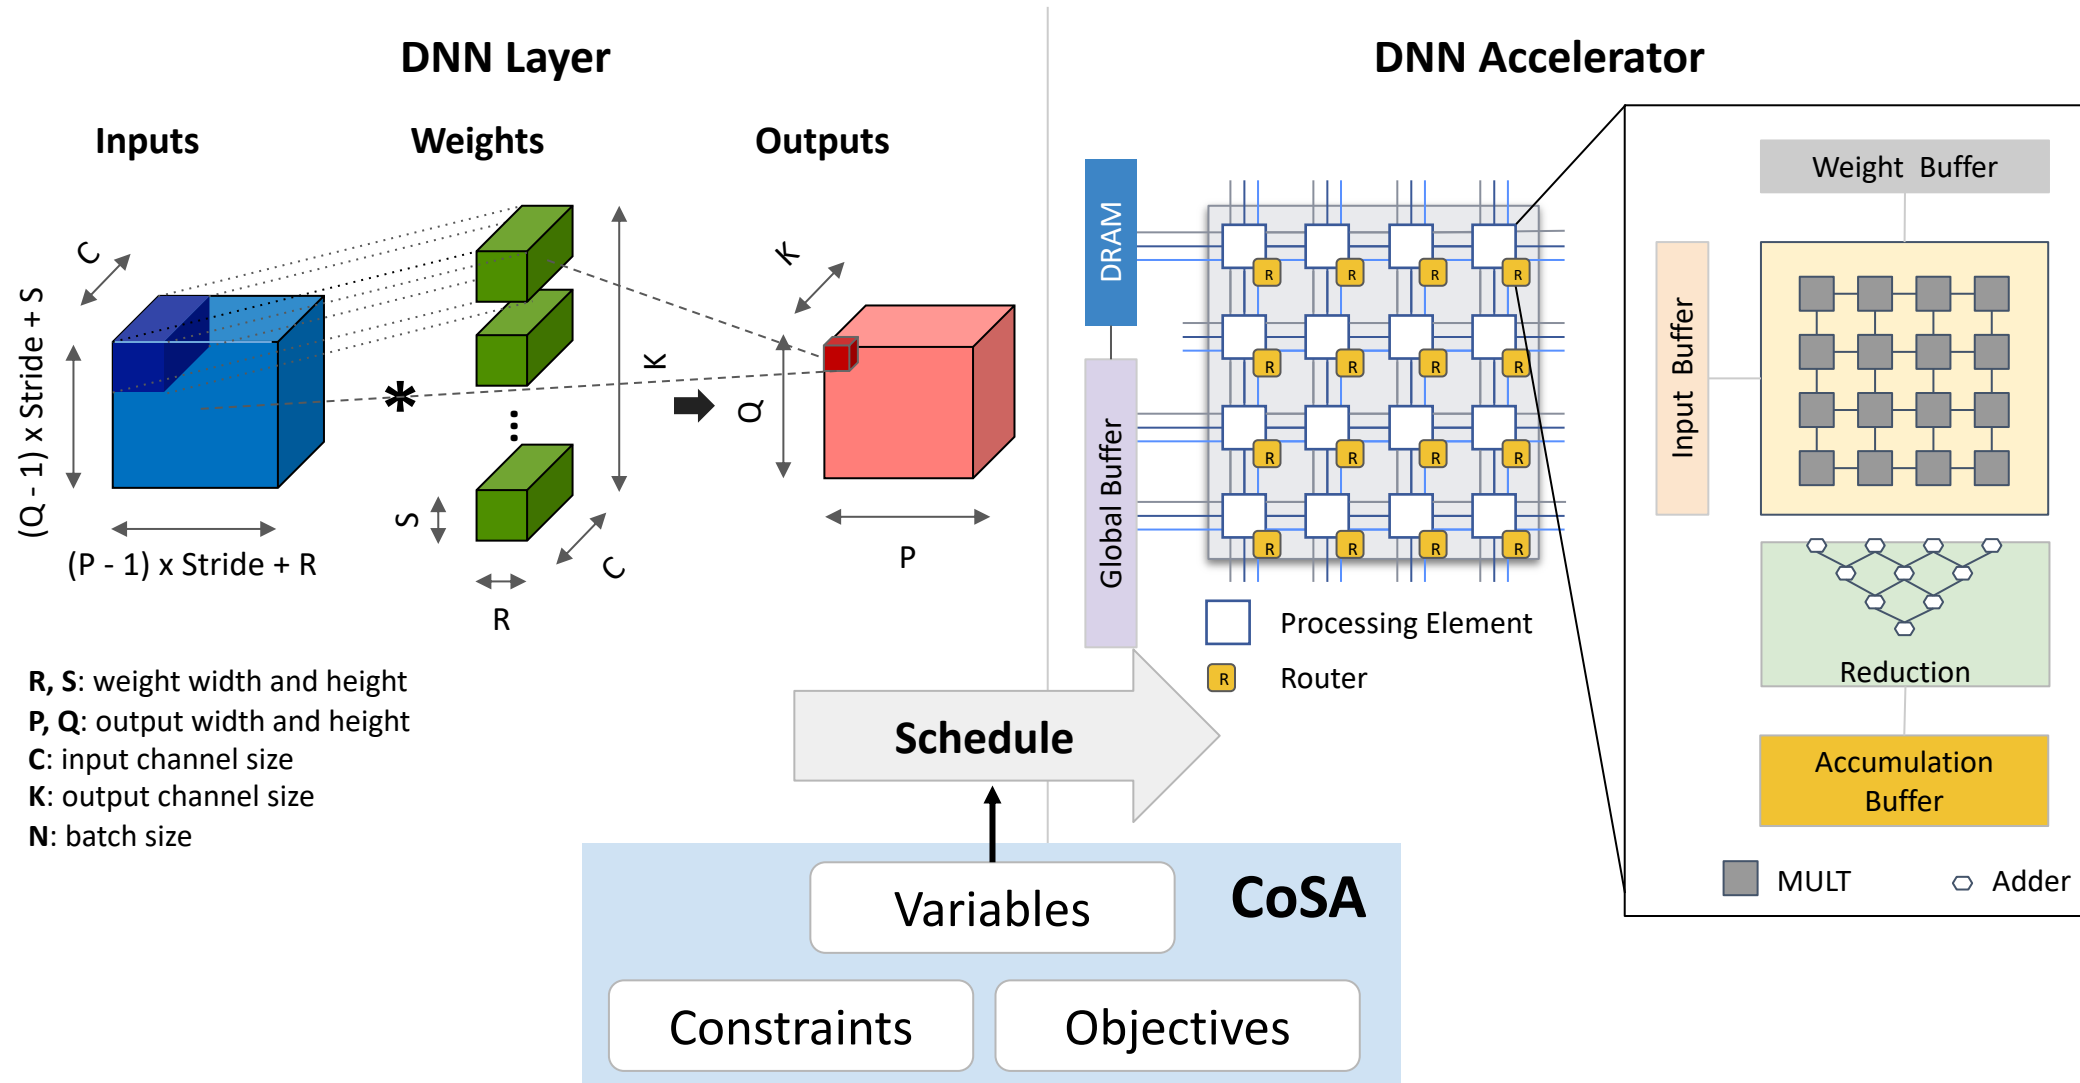 DNN Layer
DNN Accelerator
Inputs
Weights
Outputs
C
(Q - 1) x Stride + S
(P - 1) x Stride + R
*
...
K
S
R
C
K
Q
P
R, S: weight width and height
P, Q: output width and height
C: input channel size
K: output channel size
N: batch size
DRAM
Global Buffer
R R R R
R R R R
R R R R
R R R R
Processing Element
R Router
Weight Buffer
Input Buffer
Reduction
Accumulation
Buffer
MULT
Adder
Schedule
Variables
CoSA
Constraints
Objectives